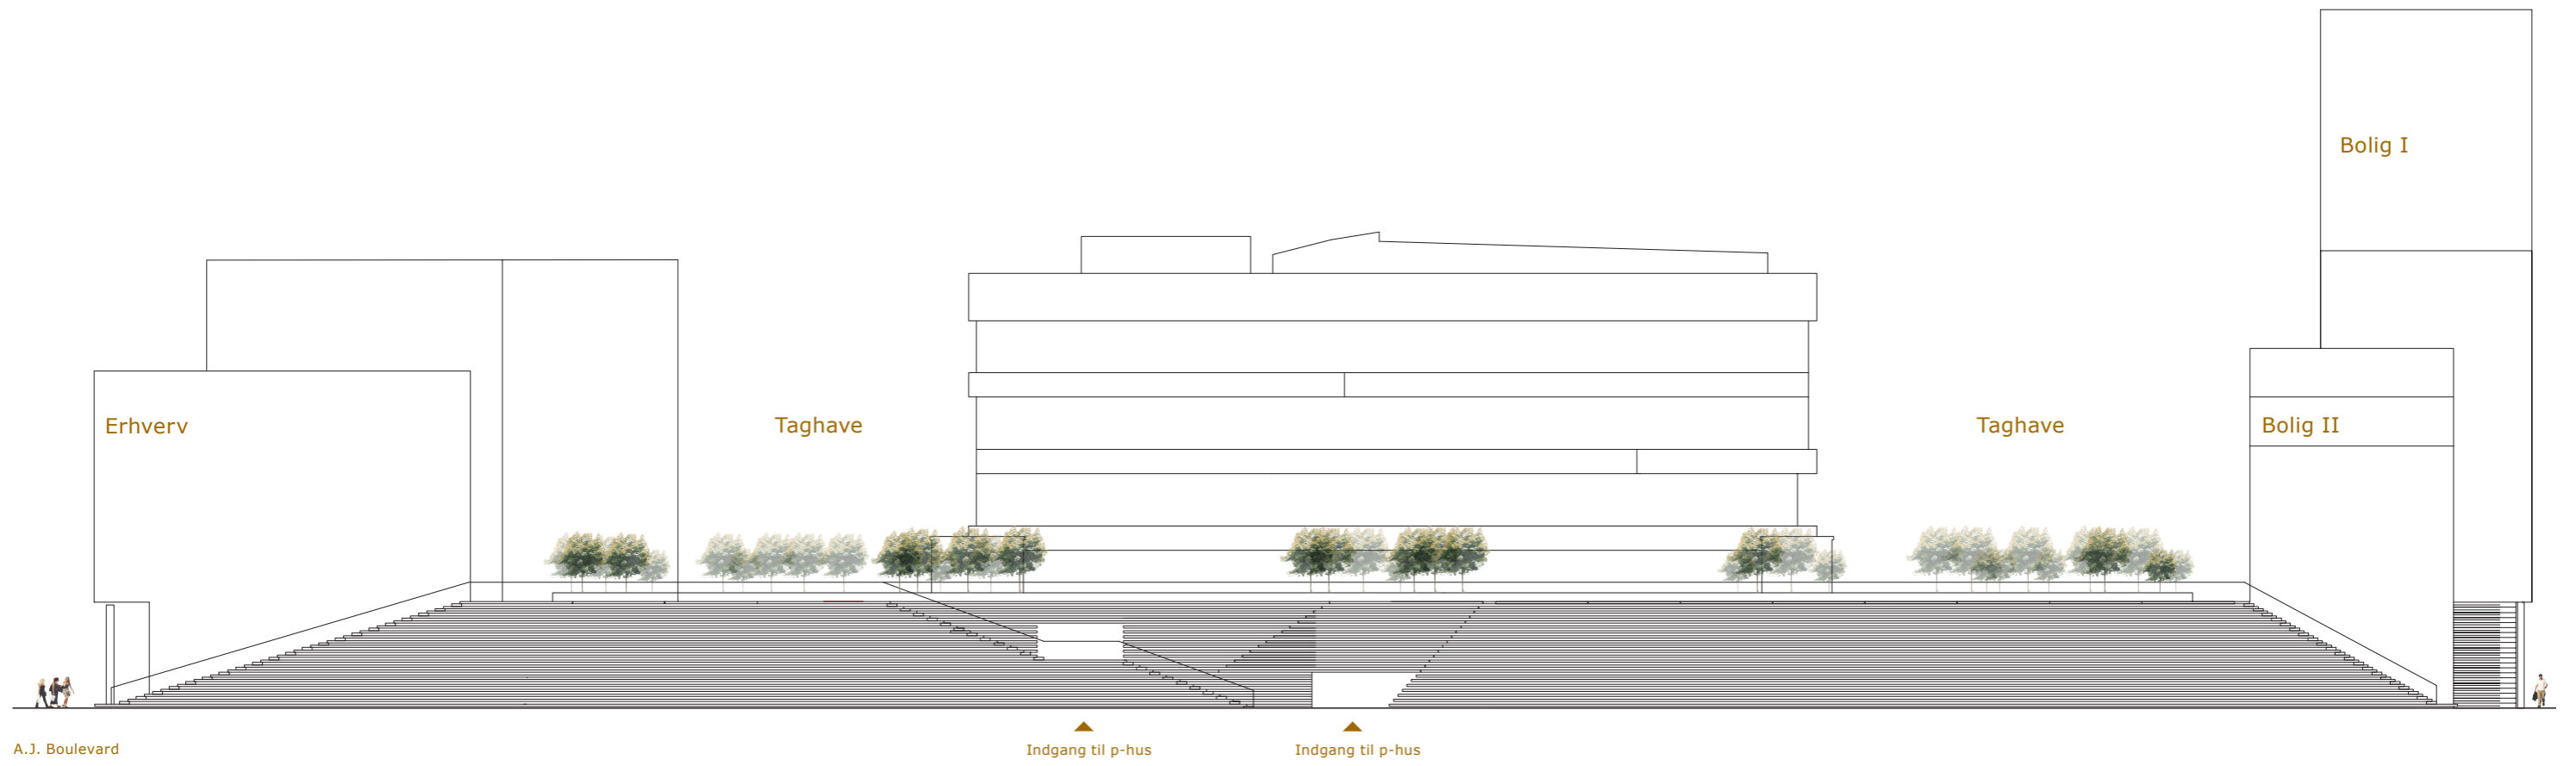 Bolig I
Erhverv
Taghave
Taghave
Bolig II
A.J. Boulevard
Indgang til p-hus
Indgang til p-hus